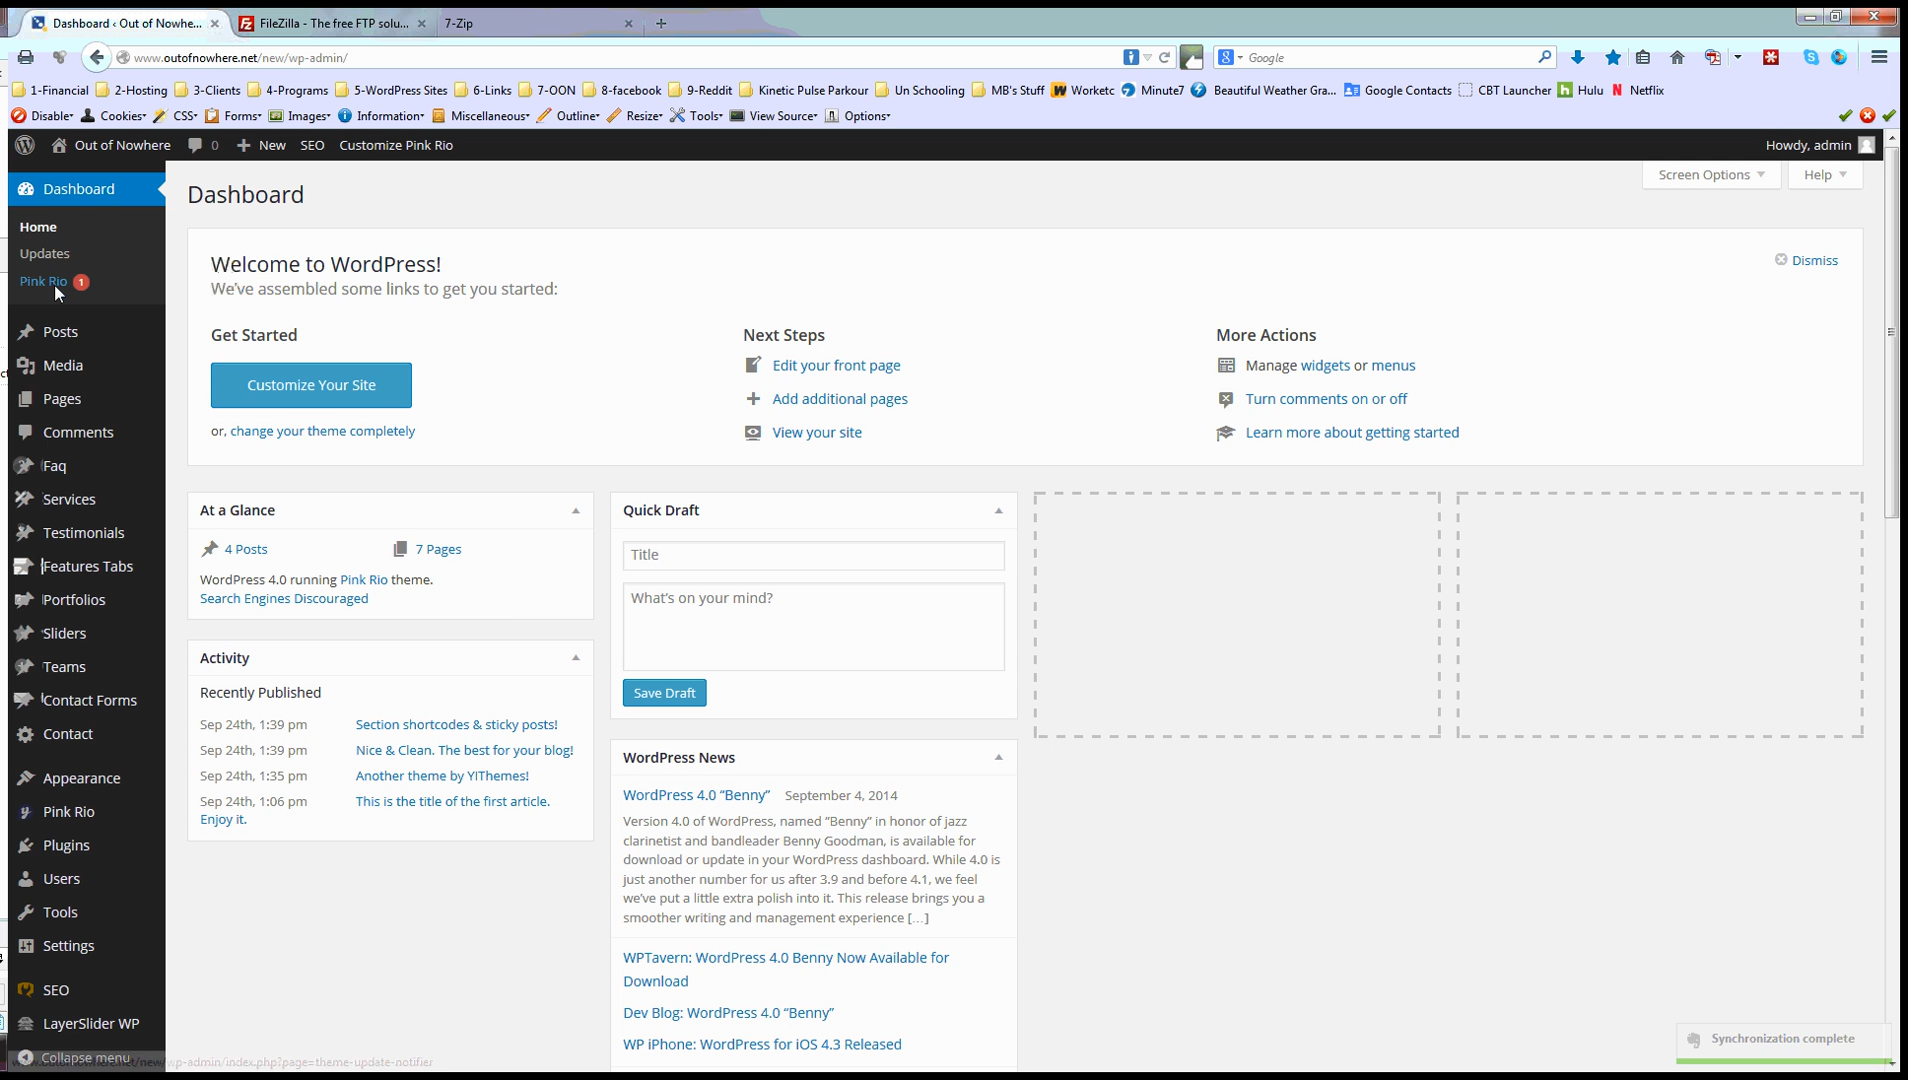 Dashboard ‹ Out of Nowhe...
FileZilla - The free FTP solu...
7-Zip
www.outofnowhere.net/new/wp-admin/
Google
1-Financial 2-Hosting 3-Clients 4-Programs 5-WordPress Sites 6-Links 7-OON 8-facebook 9-Reddit Kinetic Pulse Parkour Un Schooling MB's Stuff Worketc Minute7 Beautiful Weather Gra... Google Contacts CBT Launcher Hulu Netflix
Disable Cookies CSS Forms Images Information Miscellaneous Outline Resize Tools View Source Options
Out of Nowhere 0 New SEO Customize Pink Rio Howdy, admin
Dashboard
Home
Updates
Pink Rio 1
Posts
Media
Pages
Comments
Faq
Services
Testimonials
Features Tabs
Portfolios
Sliders
Teams
Contact Forms
Contact
Appearance
Pink Rio
Plugins
Users
Tools
Settings
SEO
LayerSlider WP
Collapse menu
www.outofnowhere.net/new/wp-admin/index.php?page=theme-update-notifier
Screen Options Help
Dashboard
Welcome to WordPress!
Dismiss
We've assembled some links to get you started:
Get Started
Customize Your Site
or, change your theme completely
Next Steps
Edit your front page
Add additional pages
View your site
More Actions
Manage widgets or menus
Turn comments on or off
Learn more about getting started
At a Glance
4 Posts 7 Pages
WordPress 4.0 running Pink Rio theme.
Search Engines Discouraged
Activity
Recently Published
Sep 24th, 1:39 pm Section shortcodes & sticky posts!
Sep 24th, 1:39 pm Nice & Clean. The best for your blog!
Sep 24th, 1:35 pm Another theme by YIThemes!
Sep 24th, 1:06 pm This is the title of the first article.
Enjoy it.
Quick Draft
Title
What's on your mind?
Save Draft
WordPress News
WordPress 4.0 “Benny” September 4, 2014
Version 4.0 of WordPress, named “Benny” in honor of jazz
clarinetist and bandleader Benny Goodman, is available for
download or update in your WordPress dashboard. While 4.0 is
just another number for us after 3.9 and before 4.1, we feel
we've put a little extra polish into it. This release brings you a
smoother writing and management experience […]
WPTavern: WordPress 4.0 Benny Now Available for
Download
Dev Blog: WordPress 4.0 “Benny”
WP iPhone: WordPress for iOS 4.3 Released
Synchronization complete